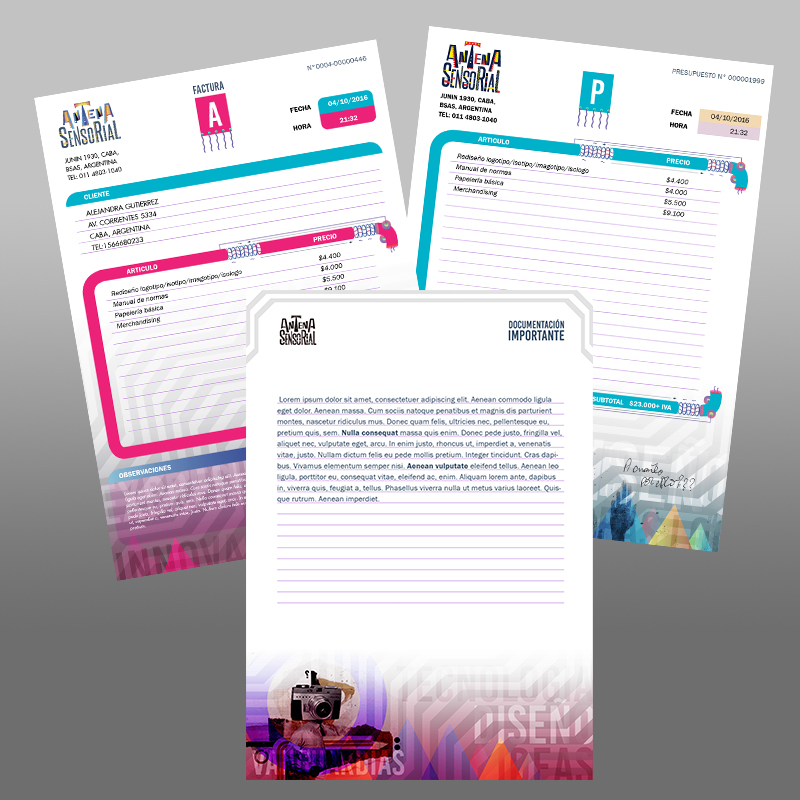 N° 0004-00000446
FACTURA
A
ANTENA
SENSORIAL
JUNIN 1930, CABA,
BSAS, ARGENTINA
TEL: 011 4803-1040
FECHA
04/10/2016
HORA
21:32
CLIENTE
ALEJANDRA GUTIERREZ
AV. CORRIENTES 5334
CABA, ARGENTINA
TEL:1566680233
ARTICULO
PRECIO
Rediseño logotipo/isotipo/imagotipo/isologo
$4.400
Manual de normas
$4.000
Papelería básica
$5.500
Merchandising
$9.100
OBSERVACIONES
INNOVA
PRESUPUESTO N° 000001999
P
ANTENA
SENSORIAL
JUNIN 1930, CABA,
BSAS, ARGENTINA
TEL: 011 4803-1040
FECHA
04/10/2016
HORA
21:32
ARTICULO
PRECIO
Rediseño logotipo/isotipo/imagotipo/isologo
$4.400
Manual de normas
$4.000
Papelería básica
$5.500
Merchandising
$9.100
SUBTOTAL $23.000+ IVA
ANTENA
SENSORIAL
DOCUMENTACIÓN
IMPORTANTE
Lorem ipsum dolor sit amet, consectetuer adipiscing elit. Aenean commodo ligula
eget dolor. Aenean massa. Cum sociis natoque penatibus et magnis dis parturient
montes, nascetur ridiculus mus. Donec quam felis, ultricies nec, pellentesque eu,
pretium quis, sem. Nulla consequat massa quis enim. Donec pede justo, fringilla vel,
aliquet nec, vulputate eget, arcu. In enim justo, rhoncus ut, imperdiet a, venenatis
vitae, justo. Nullam dictum felis eu pede mollis pretium. Integer tincidunt. Cras dapi-
bus. Vivamus elementum semper nisi. Aenean vulputate eleifend tellus. Aenean leo
ligula, porttitor eu, consequat vitae, eleifend ac, enim. Aliquam lorem ante, dapibus
in, viverra quis, feugiat a, tellus. Phasellus viverra nulla ut metus varius laoreet. Quis-
que rutrum. Aenean imperdiet.
TECNOLOG
DISEÑO
VANGUARDIAS
IDEAS